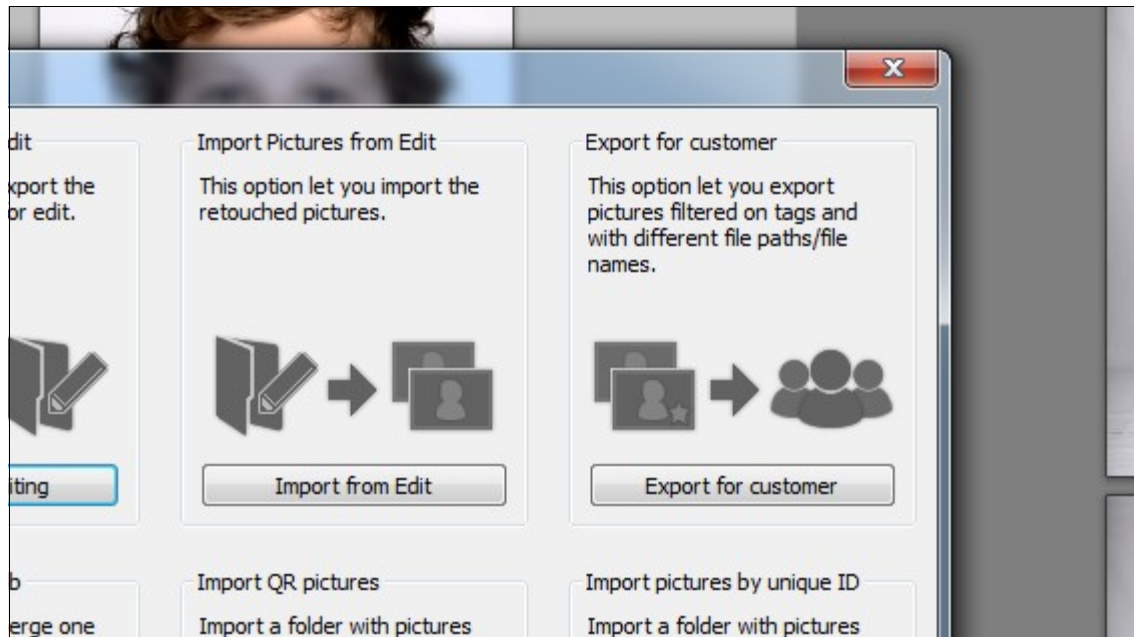 dit
xport the
or edit.
iting
Import Pictures from Edit
This option let you import the
retouched pictures.
Import from Edit
Export for customer
This option let you export
pictures filtered on tags and
with different file paths/file
names.
Export for customer
b
erge one
Import QR pictures
Import a folder with pictures
Import pictures by unique ID
Import a folder with pictures